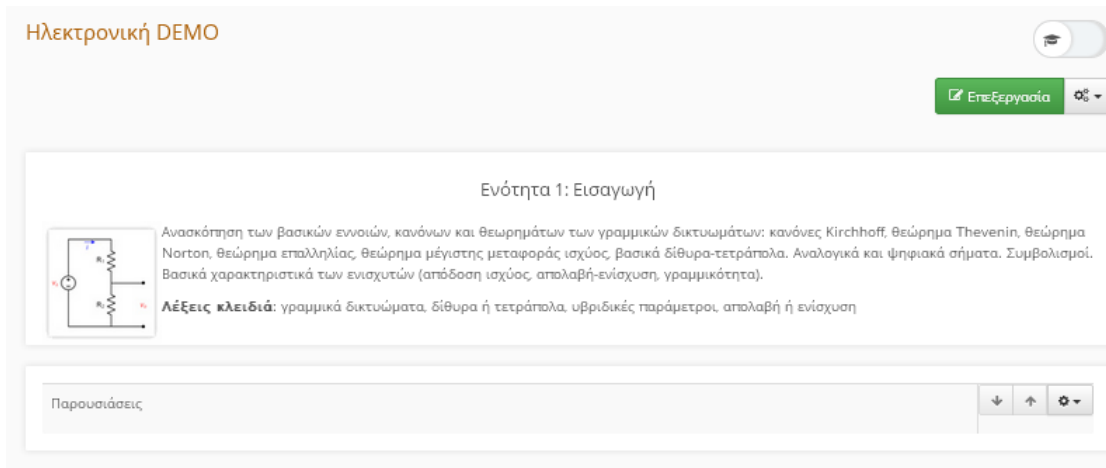 Ηλεκτρονική DEMO
Επεξεργασία
Ενότητα 1: Εισαγωγή
Ανασκόπηση των βασικών εννοιών, κανόνων και θεωρημάτων των γραμμικών δικτυωμάτων: κανόνες Kirchhoff, θεώρημα Thevenin, θεώρημα
Norton, θεώρημα επαλληλίας, θεώρημα μέγιστης μεταφοράς ισχύος, βασικά δίθυρα-τετράπολα. Αναλογικά και ψηφιακά σήματα. Συμβολισμοί.
Βασικά χαρακτηριστικά των ενισχυτών (απόδοση ισχύος, απολαβή-ενίσχυση, γραμμικότητα).
Λέξεις κλειδιά: γραμμικά δικτυώματα, δίθυρα ή τετράπολα, υβριδικές παράμετροι, απολαβή ή ενίσχυση
Παρουσιάσεις